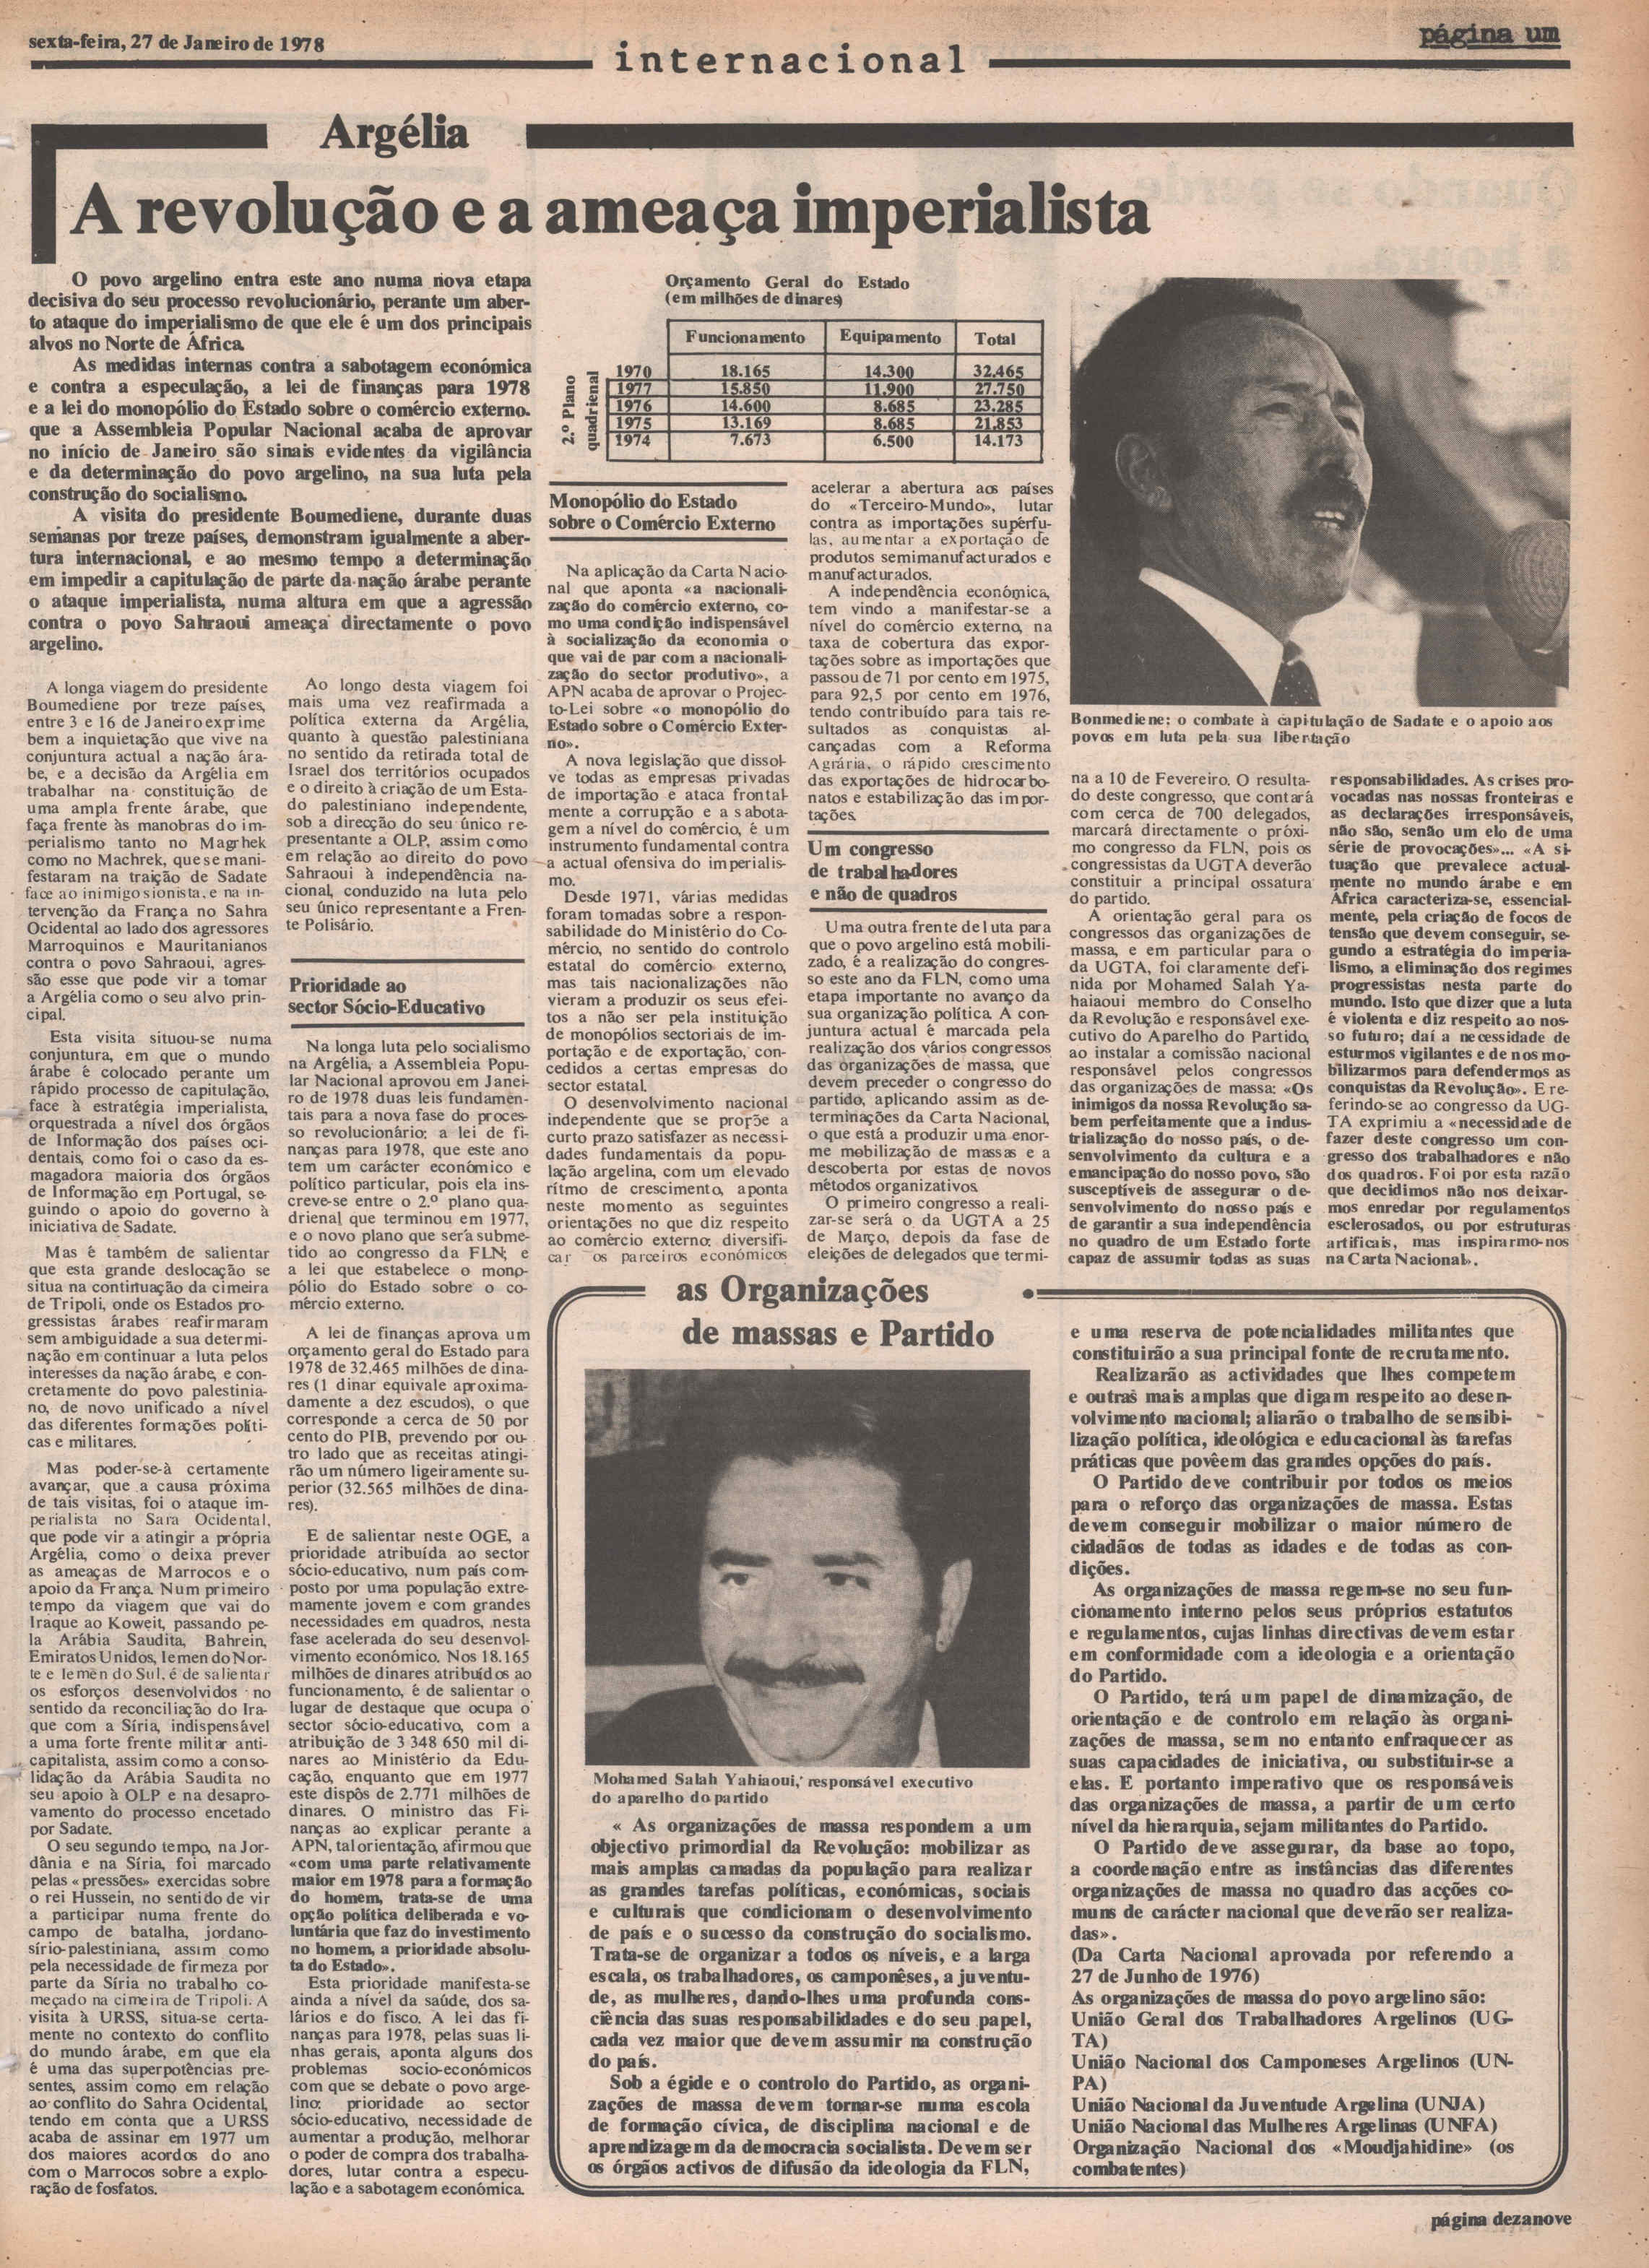 sexta-feira, 27 de Janeiro de 1978
internacional
página um
Argélia
A revolução e a ameaça imperialista
O povo argelino entra este ano numa nova etapa
decisiva do seu processo revolucionário, perante um aber-
to ataque do imperialismo de que ele é um dos principais
alvos no Norte de África.
As medidas internas contra a sabotagem económica
e contra a especulação, a lei de finanças para 1978
e a lei do monopólio do Estado sobre o comércio externo.
que a Assembleia Popular Nacional acaba de aprovar
no início de Janeiro são sinais evidentes da vigilância
e da determinação do povo argelino, na sua luta pela
construção do socialismo.
A visita do presidente Boumediene, durante duas
semanas por treze países, demonstram igualmente a aber-
tura internacional, e ao mesmo tempo a determinação
em impedir a capitulação de parte da nação árabe perante
o ataque imperialista, numa altura em que a agressão
contra o povo Sahraoui ameaça directamente o povo
argelino.
A longa viagem do presidente
Boumediene por treze países,
entre 3 e 16 de Janeiro exprime
bem a inquietação que vive na
conjuntura actual a nação ára-
be, e a decisão da Argélia em
trabalhar na constituição de
uma ampla frente árabe, que
faça frente às manobras do im-
perialismo tanto no Magrhek
como no Machrek, que se mani-
festaram na traição de Sadate
face ao inimigo sionista, e na in-
tervenção da França no Sahra
Ocidental ao lado dos agressores
Marroquinos e Mauritanianos
contra o povo Sahraoui, agres-
são esse que pode vir a tomar
a Argélia como o seu alvo prin-
cipal.
Esta visita situou-se numa
conjuntura, em que o mundo
árabe é colocado perante um
rápido processo de capitulação,
face à estratégia imperialista,
orquestrada a nível dos órgãos
de Informação dos países oci-
dentais, como foi o caso da es-
magadora maioria dos órgãos
de Informação em Portugal, se-
guindo o apoio do governo à
iniciativa de Sadate.
Mas é também de salientar
que esta grande deslocação se
situa na continuação da cimeira
de Tripoli, onde os Estados pro-
gressistas árabes reafirmaram
sem ambiguidade a sua determi-
nação em continuar a luta pelos
interesses da nação árabe, e con-
cretamente do povo palestinia-
no, de novo unificado a nível
das diferentes formações políti-
cas e militares.
Mas poder-se-à certamente
avançar, que a causa próxima
de tais visitas, foi o ataque im-
perialista no Sara Ocidental,
que pode vir a atingir a própria
Argélia, como o deixa prever
as ameaças de Marrocos e o
apoio da França. Num primeiro
tempo da viagem que vai do
Iraque ao Koweit, passando pe-
la Arábia Saudita, Bahrein,
Emiratos Unidos, Iemen do Nor-
te e Iemen do Sul, é de salientar
os esforços desenvolvidos no
sentido da reconciliação do Ira-
que com a Síria, indispensável
a uma forte frente militar anti-
capitalista, assim como a conso-
lidação da Arábia Saudita no
seu apoio à OLP e na desapro-
vamento do processo encetado
por Sadate.
O seu segundo tempo, na Jor-
dânia e na Síria, foi marcado
pelas «pressões» exercidas sobre
o rei Hussein, no sentido de vir
a participar numa frente do
campo de batalha, jordano-
sírio-palestiniana, assim como
pela necessidade de firmeza por
parte da Síria no trabalho co-
meçado na cimeira de Tripoli. A
visita à URSS, situa-se certa-
mente no contexto do conflito
do mundo árabe, em que ela
é uma das superpotências pre-
sentes, assim como em relação
ao conflito do Sahra Ocidental,
tendo em conta que a URSS
acaba de assinar em 1977 um
dos maiores acordos do ano
com o Marrocos sobre a explo-
ração de fosfatos.
Ao longo desta viagem foi
mais uma vez reafirmada a
política externa da Argélia,
quanto à questão palestiniana
no sentido da retirada total de
Israel dos territórios ocupados
e o direito à criação de um Esta-
do palestiniano independente,
sob a direcção do seu único re-
presentante a OLP, assim como
em relação ao direito do povo
Sahraoui à independência na-
cional, conduzido na luta pelo
seu único representante a Fren-
te Polisário.
Prioridade ao
sector Sócio-Educativo
Na longa luta pelo socialismo
na Argélia, a Assembleia Popu-
lar Nacional aprovou em Janei-
ro de 1978 duas leis fundamen-
tais para a nova fase do proces-
so revolucionário: a lei de fi-
nanças para 1978, que este ano
tem um carácter económico e
político particular, pois ela ins-
creve-se entre o 2.º plano qua-
drienal que terminou em 1977,
e o novo plano que será subme-
tido ao congresso da FLN; e
a lei que estabelece o mono-
pólio do Estado sobre o co-
mércio externo.
A lei de finanças aprova um
orçamento geral do Estado para
1978 de 32.465 milhões de dina-
res (1 dinar equivale aproxima-
damente a dez escudos), o que
corresponde a cerca de 50 por
cento do PIB, prevendo por ou-
tro lado que as receitas atingi-
rão um número ligeiramente su-
perior (32.565 milhões de dina-
res).
E de salientar neste OGE, a
prioridade atribuída ao sector
sócio-educativo, num país com-
posto por uma população extre-
mamente jovem e com grandes
necessidades em quadros, nesta
fase acelerada do seu desenvol-
vimento económico. Nos 18.165
milhões de dinares atribuídos ao
funcionamento, é de salientar o
lugar de destaque que ocupa o
sector sócio-educativo, com a
atribuição de 3 348 650 mil di-
nares ao Ministério da Edu-
cação, enquanto que em 1977
este dispôs de 2.771 milhões de
dinares. O ministro das Fi-
nanças ao explicar perante a
APN, tal orientação, afirmou que
«com uma parte relativamente
maior em 1978 para a formação
do homem, trata-se de uma
opção política deliberada e vo-
luntária que faz do investimento
no homem, a prioridade absolu-
ta do Estado».
Esta prioridade manifesta-se
ainda a nível da saúde, dos sa-
lários e do fisco. A lei das fi-
nanças para 1978, pelas suas li-
nhas gerais, aponta alguns dos
problemas socio-económicos
com que se debate o povo arge-
lino: prioridade ao sector
sócio-educativo, necessidade de
aumentar a produção, melhorar
o poder de compra dos trabalha-
dores, lutar contra a especu-
lação e a sabotagem económica.
Orçamento Geral do Estado
(em milhões de dinares)
Funcionamento Equipamento Total
2.º Plano
quadrienal
1970 18.165 14.300 32.465
1977 15.850 11.900 27.750
1976 14.600 8.685 23.285
1975 13.169 8.685 21.853
1974 7.673 6.500 14.173
Monopólio do Estado
sobre o Comércio Externo
Na aplicação da Carta Nacio-
nal que aponta «a nacionali-
zação do comércio externo, co-
mo uma condição indispensável
à socialização da economia o
que vai de par com a nacionali-
zação do sector produtivo», a
APN acaba de aprovar o Projec-
to-Lei sobre «o monopólio do
Estado sobre o Comércio Exter-
no».
A nova legislação que dissol-
ve todas as empresas privadas
de importação e ataca frontal-
mente a corrupção e a sabota-
gem a nível do comércio, é um
instrumento fundamental contra
a actual ofensiva do imperialis-
mo.
Desde 1971, várias medidas
foram tomadas sobre a respon-
sabilidade do Ministério do Co-
mércio, no sentido do controlo
estatal do comércio externo,
mas tais nacionalizações não
vieram a produzir os seus efei-
tos a não ser pela instituição
de monopólios sectoriais de im-
portação e de exportação, con-
cedidos a certas empresas do
sector estatal.
O desenvolvimento nacional
independente que se propõe a
curto prazo satisfazer as necessi-
dades fundamentais da popu-
lação argelina, com um elevado
rítmo de crescimento, aponta
neste momento as seguintes
orientações no que diz respeito
ao comércio externo: diversifi-
car os parceiros económicos
acelerar a abertura aos países
do «Terceiro-Mundo», lutar
contra as importações supérfu-
las, aumentar a exportação de
produtos semimanufacturados e
manufacturados.
A independência económica,
tem vindo a manifestar-se a
nível do comércio externo, na
taxa de cobertura das expor-
tações sobre as importações que
passou de 71 por cento em 1975,
para 92,5 por cento em 1976,
tendo contribuído para tais re-
sultados as conquistas al-
cançadas com a Reforma
Agrária, o rápido crescimento
das exportações de hidrocarbo-
natos e estabilização das impor-
tações.
Um congresso
de trabalhadores
e não de quadros
Uma outra frente de luta para
que o povo argelino está mobili-
zado, é a realização do congres-
so este ano da FLN, como uma
etapa importante no avanço da
sua organização política. A con-
juntura actual é marcada pela
realização dos vários congressos
das organizações de massa, que
devem preceder o congresso do
partido, aplicando assim as de-
terminações da Carta Nacional,
o que está a produzir uma enor-
me mobilização de massas e a
descoberta por estas de novos
métodos organizativos.
O primeiro congresso a reali-
zar-se será o da UGTA a 25
de Março, depois da fase de
eleições de delegados que termi-
Bonmediene: o combate à capitulação de Sadate e o apoio aos
povos em luta pela sua libertação
na a 10 de Fevereiro. O resulta-
do deste congresso, que contará
com cerca de 700 delegados,
marcará directamente o próxi-
mo congresso da FLN, pois os
congressistas da UGTA deverão
constituir a principal ossatura
do partido.
A orientação geral para os
congressos das organizações de
massa, e em particular para o
da UGTA, foi claramente defi-
nida por Mohamed Salah Ya-
haiaoui membro do Conselho
da Revolução e responsável exe-
cutivo do Aparelho do Partido,
ao instalar a comissão nacional
responsável pelos congressos
das organizações de massa: «Os
inimigos da nossa Revolução sa-
bem perfeitamente que a indus-
trialização do nosso país, o de-
senvolvimento da cultura e a
emancipação do nosso povo, são
susceptíveis de assegurar o de-
senvolvimento do nosso país e
de garantir a sua independência
no quadro de um Estado forte
capaz de assumir todas as suas
responsabilidades. As crises pro-
vocadas nas nossas fronteiras e
as declarações irresponsáveis,
não são, senão um elo de uma
série de provocações»... «A si-
tuação que prevalece actual-
mente no mundo árabe e em
África caracteriza-se, essencial-
mente, pela criação de focos de
tensão que devem conseguir, se-
gundo a estratégia do imperia-
lismo, a eliminação dos regimes
progressistas nesta parte do
mundo. Isto que dizer que a luta
é violenta e diz respeito ao nos-
so futuro; daí a necessidade de
esturmos vigilantes e de nos mo-
bilizarmos para defendermos as
conquistas da Revolução». E re-
ferindo-se ao congresso da UG-
TA exprimiu a «necessidade de
fazer deste congresso um con-
gresso dos trabalhadores e não
dos quadros. Foi por esta razão
que decidimos não nos deixar-
mos enredar por regulamentos
esclerosados, ou por estruturas
artificais, mas inspirarmo-nos
na Carta Nacional».
as Organizações
de massas e Partido
Mohamed Salah Yahiaoui, responsável executivo
do aparelho do partido
« As organizações de massa respondem a um
objectivo primordial da Revolução: mobilizar as
mais amplas camadas da população para realizar
as grandes tarefas políticas, económicas, sociais
e culturais que condicionam o desenvolvimento
de país e o sucesso da construção do socialismo.
Trata-se de organizar a todos os níveis, e a larga
escala, os trabalhadores, os camponêses, a juventu-
de, as mulheres, dando-lhes uma profunda cons-
ciência das suas responsabilidades e do seu papel,
cada vez maior que devem assumir na construção
do país.
Sob a égide e o controlo do Partido, as organi-
zações de massa devem tornar-se numa escola
de formação cívica, de disciplina nacional e de
aprendizagem da democracia socialista. Devem ser
os órgãos activos de difusão da ideologia da FLN,
e uma reserva de potencialidades militantes que
constituirão a sua principal fonte de recrutamento.
Realizarão as actividades que lhes competem
e outras mais amplas que digam respeito ao desen-
volvimento nacional; aliarão o trabalho de sensibi-
lização política, ideológica e educacional às tarefas
práticas que povêem das grandes opções do país.
O Partido deve contribuir por todos os meios
para o reforço das organizações de massa. Estas
devem conseguir mobilizar o maior número de
cidadãos de todas as idades e de todas as con-
dições.
As organizações de massa regem-se no seu fun-
cionamento interno pelos seus próprios estatutos
e regulamentos, cujas linhas directivas devem estar
em conformidade com a ideologia e a orientação
do Partido.
O Partido, terá um papel de dinamização, de
orientação e de controlo em relação às organi-
zações de massa, sem no entanto enfraquecer as
suas capacidades de iniciativa, ou substituir-se a
elas. E portanto imperativo que os responsáveis
das organizações de massa, a partir de um certo
nível da hierarquia, sejam militantes do Partido.
O Partido deve assegurar, da base ao topo,
a coordenação entre as instâncias das diferentes
organizações de massa no quadro das acções co-
muns de carácter nacional que deverão ser realiza-
das».
(Da Carta Nacional aprovada por referendo a
27 de Junho de 1976)
As organizações de massa do povo argelino são:
União Geral dos Trabalhadores Argelinos (UG-
TA)
União Nacional dos Camponeses Argelinos (UN-
PA)
União Nacional da Juventude Argelina (UNJA)
União Nacional das Mulheres Argelinas (UNFA)
Organização Nacional dos «Moudjahidine» (os
combatentes)
página dezanove